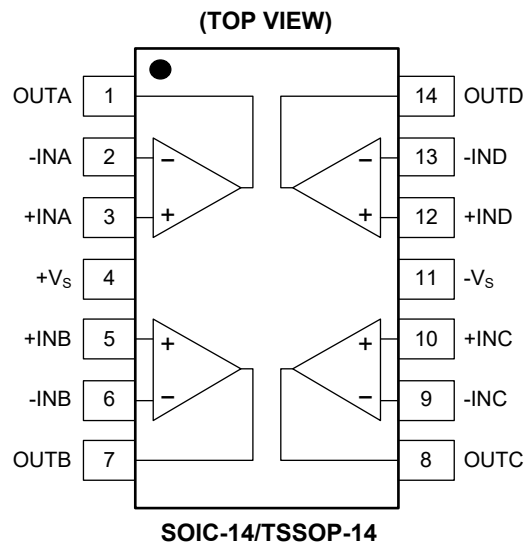 (TOP VIEW)
OUTA 1 14 OUTD
-INA 2 − − 13 -IND
+INA 3 + + 12 +IND
+VS 4 11 -VS
+INB 5 + + 10 +INC
-INB 6 − − 9 -INC
OUTB 7 8 OUTC
SOIC-14/TSSOP-14